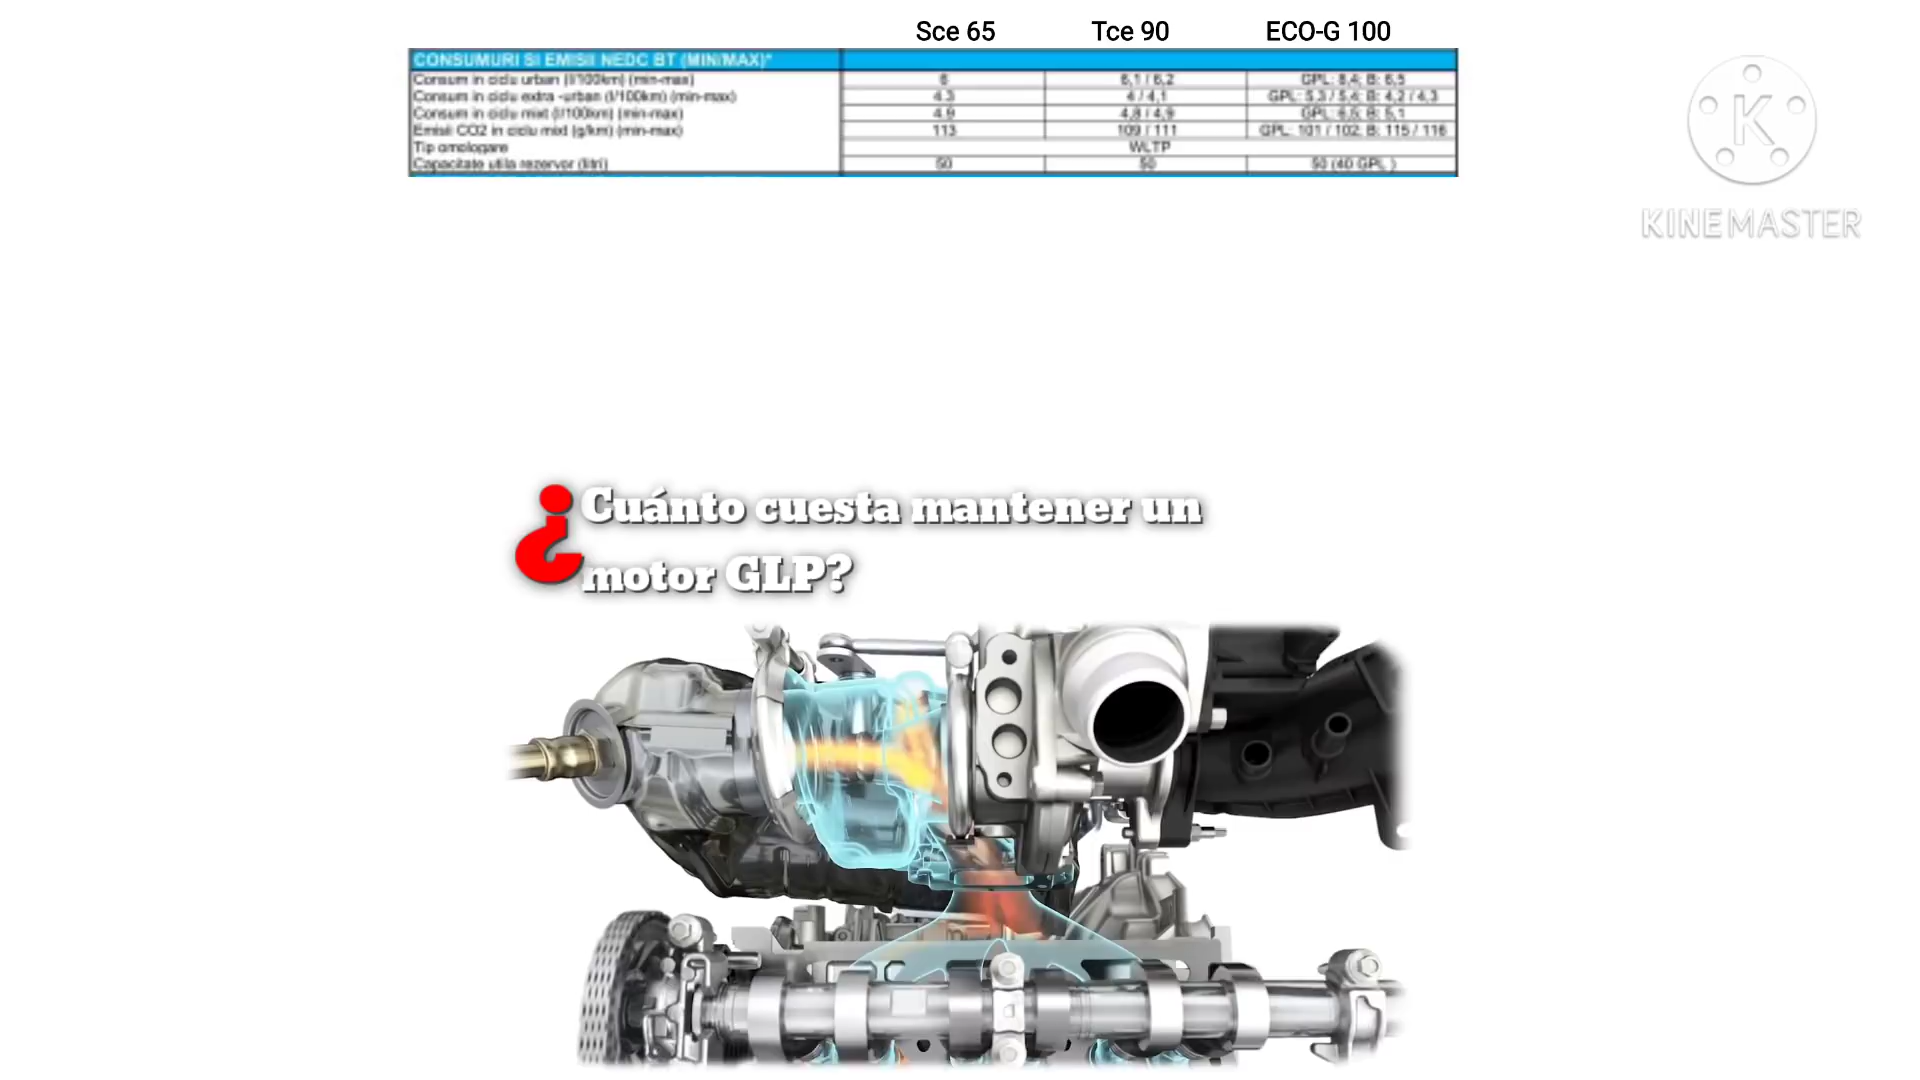 Sce 65 Tce 90 ECO-G 100
CONSUMURI SI EMISII NEDC BT (MIN/MAX)*
Consum in ciclu urban (l/100km) (min-max) 6 6,1 / 6,2 GPL: 8,4; B: 6,5
Consum in ciclu extra -urban (l/100km) (min-max) 4.3 4 / 4,1 GPL: 5,3 / 5,4; B: 4,2 / 4,3
Consum in ciclu mixt (l/100km) (min-max) 4.9 4,8 / 4,9 GPL: 6,5; B: 5,1
Emisii CO2 in ciclu mixt (g/km) (min-max) 113 109 / 111 GPL: 101 / 102; B: 115 / 116
Tip omologare WLTP
Capacitate utila rezervor (litri) 50 50 50 (40 GPL )
K
KINEMASTER
¿Cuánto cuesta mantener un
motor GLP?